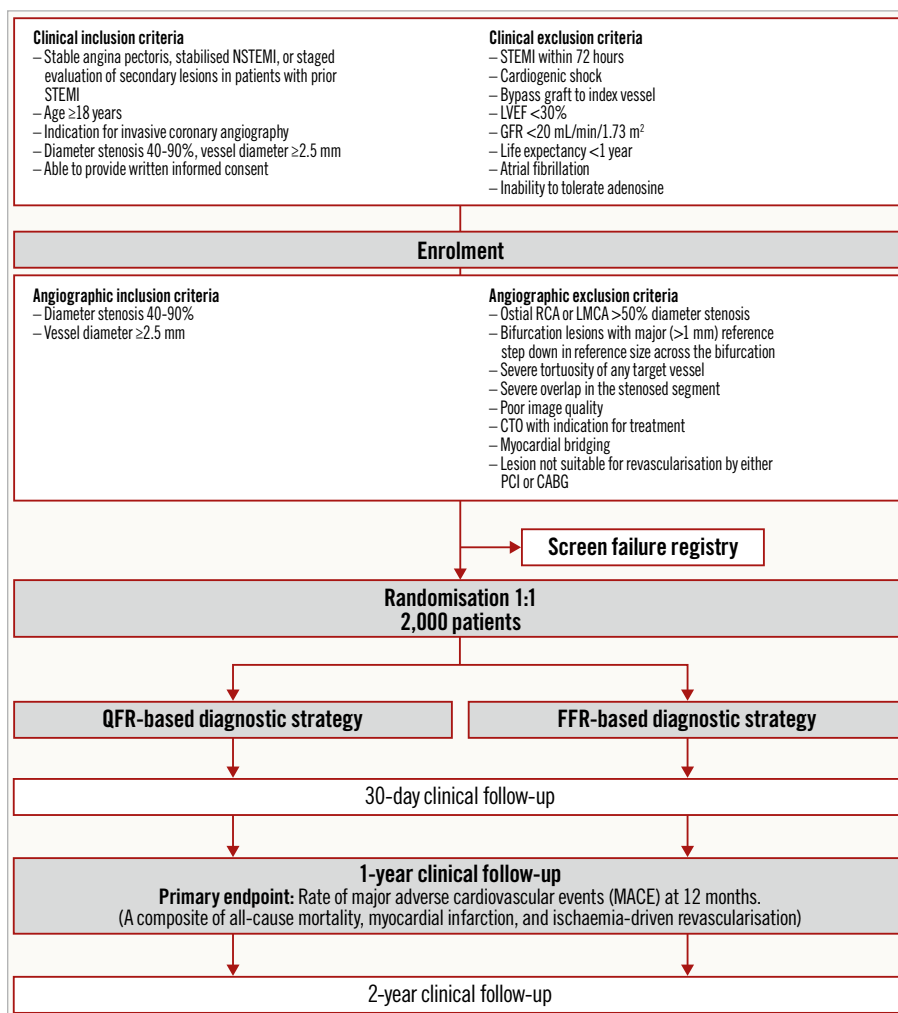 Clinical inclusion criteria
– Stable angina pectoris, stabilised NSTEMI, or staged
evaluation of secondary lesions in patients with prior
STEMI
– Age ≥18 years
– Indication for invasive coronary angiography
– Diameter stenosis 40-90%, vessel diameter ≥2.5 mm
– Able to provide written informed consent
Clinical exclusion criteria
– STEMI within 72 hours
– Cardiogenic shock
– Bypass graft to index vessel
– LVEF <30%
– GFR <20 mL/min/1.73 m²
– Life expectancy <1 year
– Atrial fibrillation
– Inability to tolerate adenosine
Enrolment
Angiographic inclusion criteria
– Diameter stenosis 40-90%
– Vessel diameter ≥2.5 mm
Angiographic exclusion criteria
– Ostial RCA or LMCA >50% diameter stenosis
– Bifurcation lesions with major (>1 mm) reference
step down in reference size across the bifurcation
– Severe tortuosity of any target vessel
– Severe overlap in the stenosed segment
– Poor image quality
– CTO with indication for treatment
– Myocardial bridging
– Lesion not suitable for revascularisation by either
PCI or CABG
Screen failure registry
Randomisation 1:1
2,000 patients
QFR-based diagnostic strategy
FFR-based diagnostic strategy
30-day clinical follow-up
1-year clinical follow-up
Primary endpoint: Rate of major adverse cardiovascular events (MACE) at 12 months.
(A composite of all-cause mortality, myocardial infarction, and ischaemia-driven revascularisation)
2-year clinical follow-up